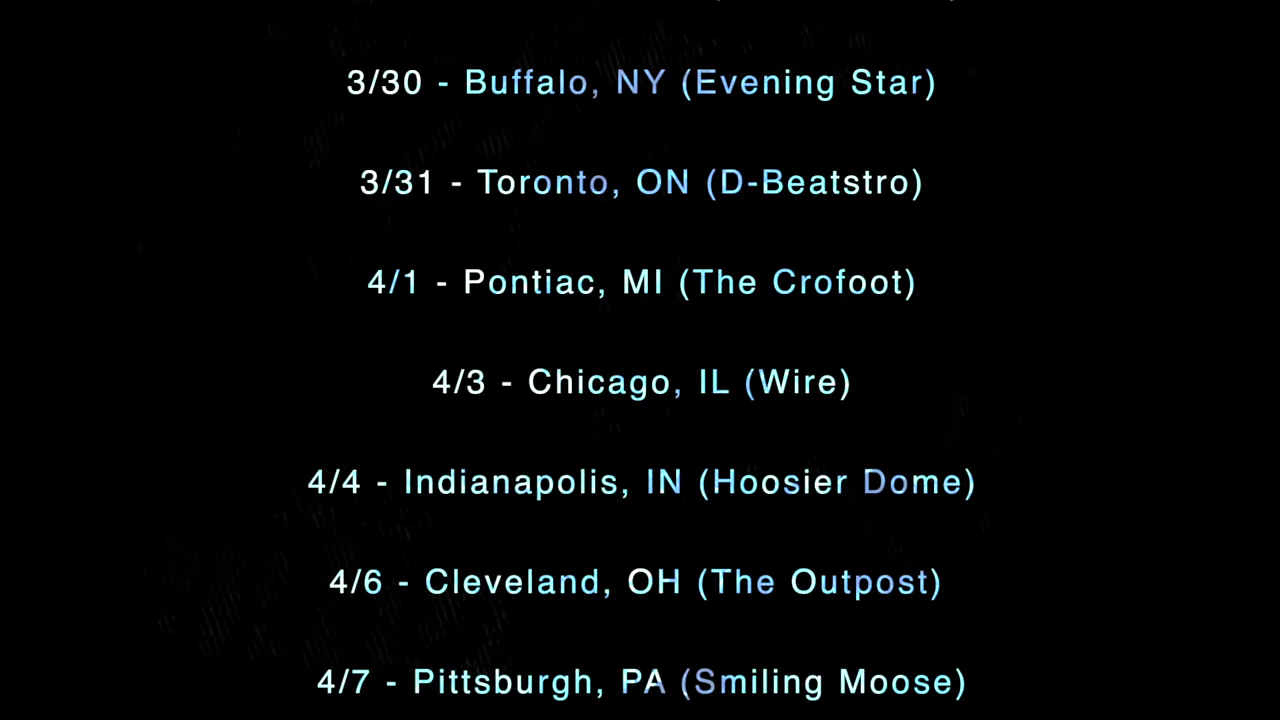 3/30 - Buffalo, NY (Evening Star)
3/31 - Toronto, ON (D-Beatstro)
4/1 - Pontiac, MI (The Crofoot)
4/3 - Chicago, IL (Wire)
4/4 - Indianapolis, IN (Hoosier Dome)
4/6 - Cleveland, OH (The Outpost)
4/7 - Pittsburgh, PA (Smiling Moose)